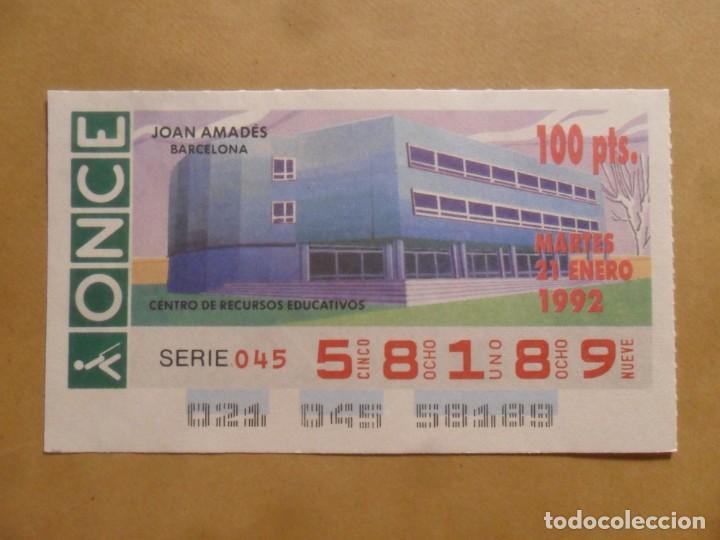 ONCE
JOAN AMADÉS
BARCELONA
100 pts.
MARTES
21 ENERO
1992
CENTRO DE RECURSOS EDUCATIVOS
SERIE 045 5 CINCO 8 OCHO 1 UNO 8 OCHO 9 NUEVE
021 045 58189
todocoleccion.net